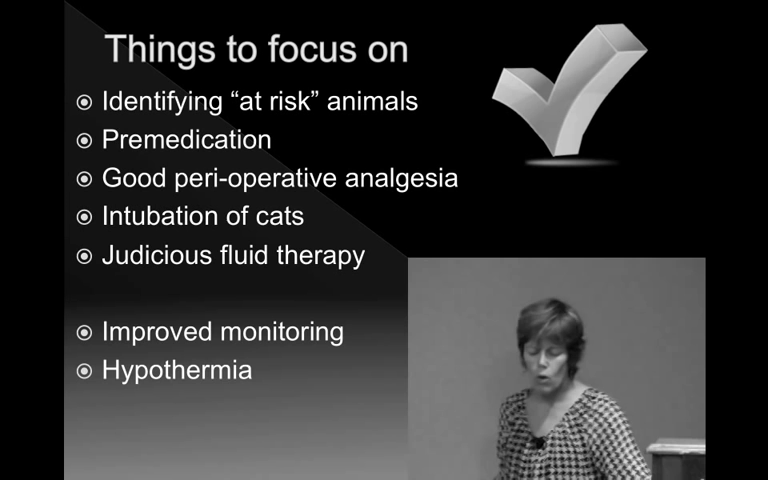 Things to focus on
Identifying “at risk” animals
Premedication
Good peri-operative analgesia
Intubation of cats
Judicious fluid therapy
Improved monitoring
Hypothermia